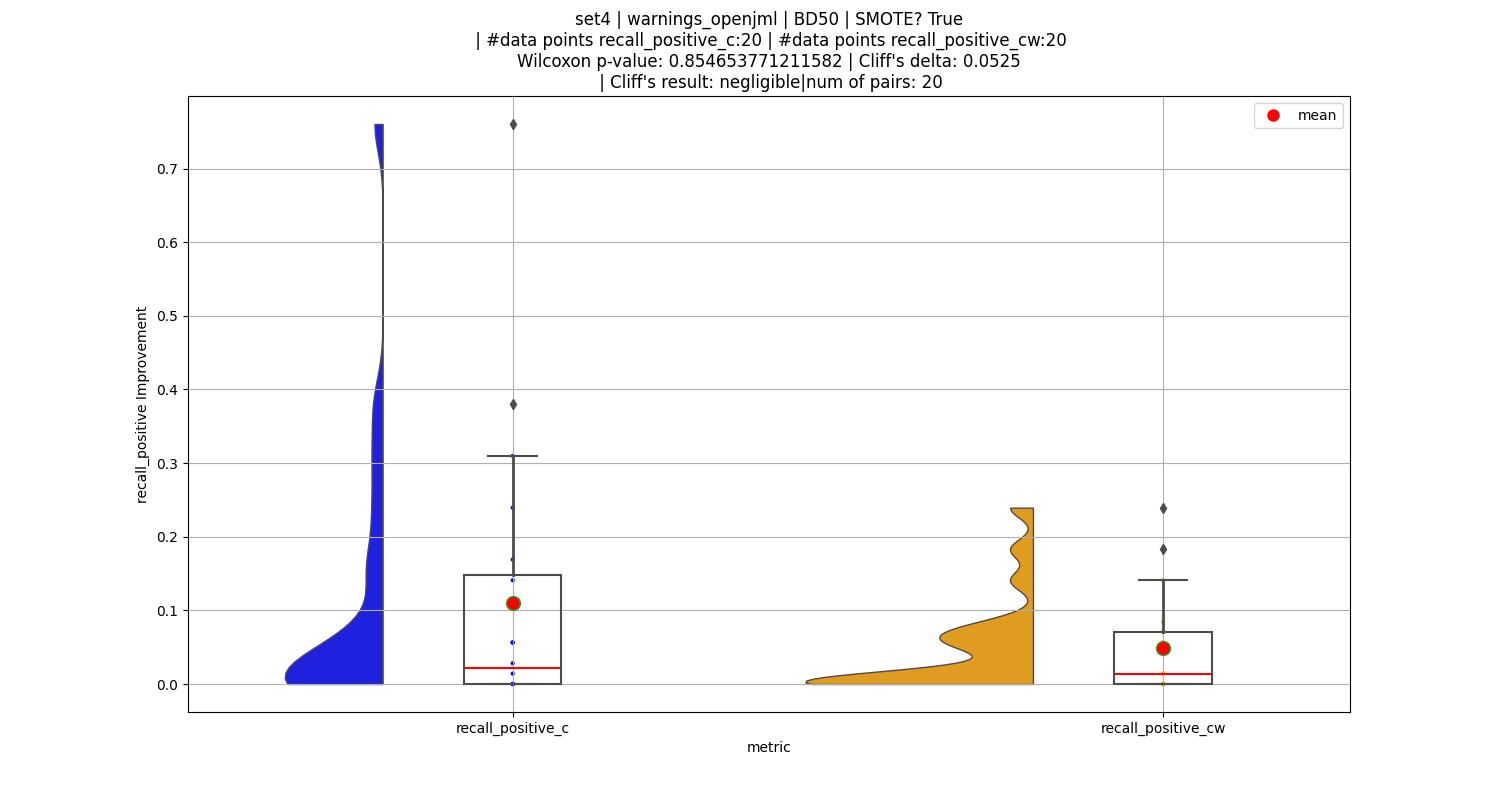 set4 | warnings_openjml | BD50 | SMOTE? True
| #data points recall_positive_c:20 | #data points recall_positive_cw:20
Wilcoxon p-value: 0.854653771211582 | Cliff's delta: 0.0525
| Cliff's result: negligible|num of pairs: 20
mean
0.7
0.6
0.5
0.4
0.3
0.2
0.1
0.0
recall_positive Improvement
recall_positive_c
recall_positive_cw
metric